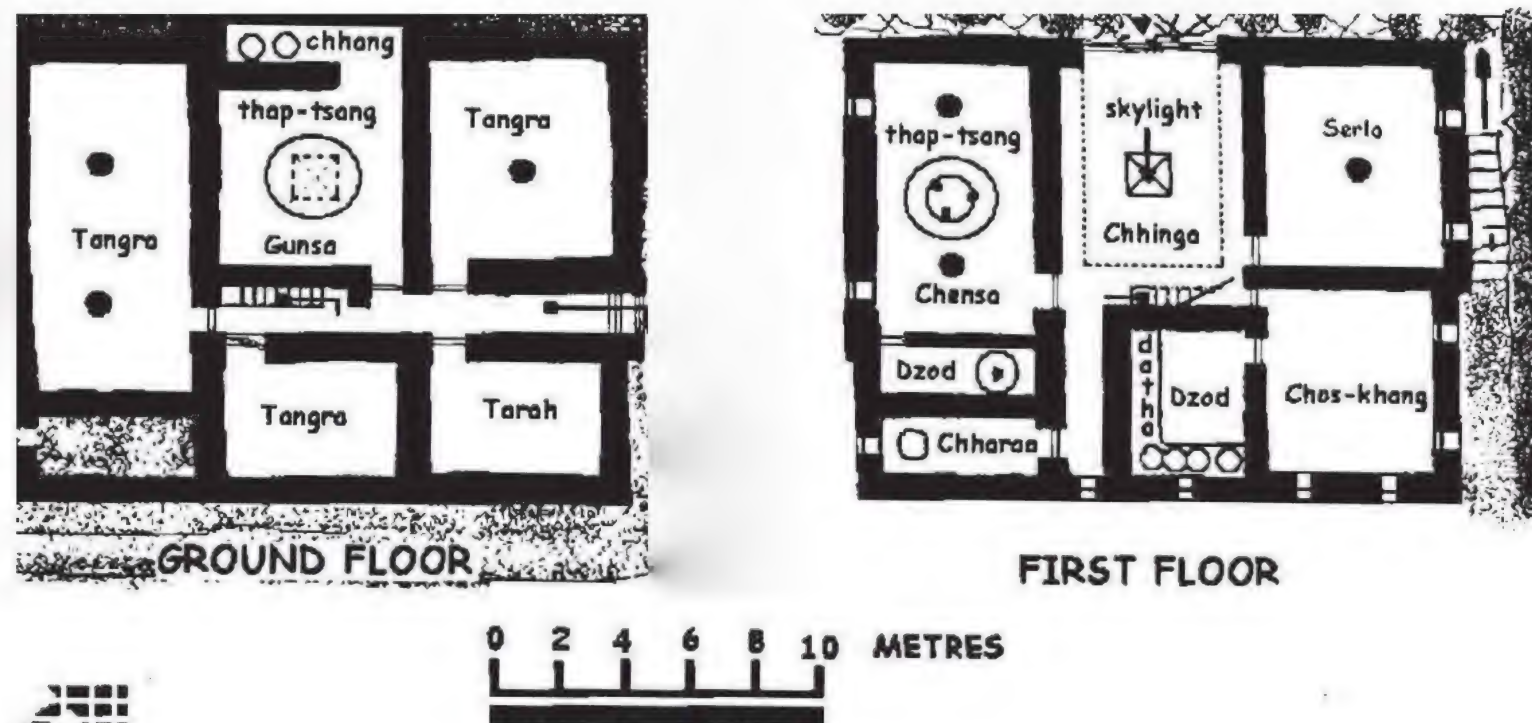 chhang
thap-tsang
Tangra
Tangra
Gunsa
Tangra
Tarah
GROUND FLOOR
skylight
thap-tsang
Serlo
Chhinga
Chensa
Dzod
datha
Dzod
Chos-khang
Chharaa
FIRST FLOOR
0 2 4 6 8 10 METRES